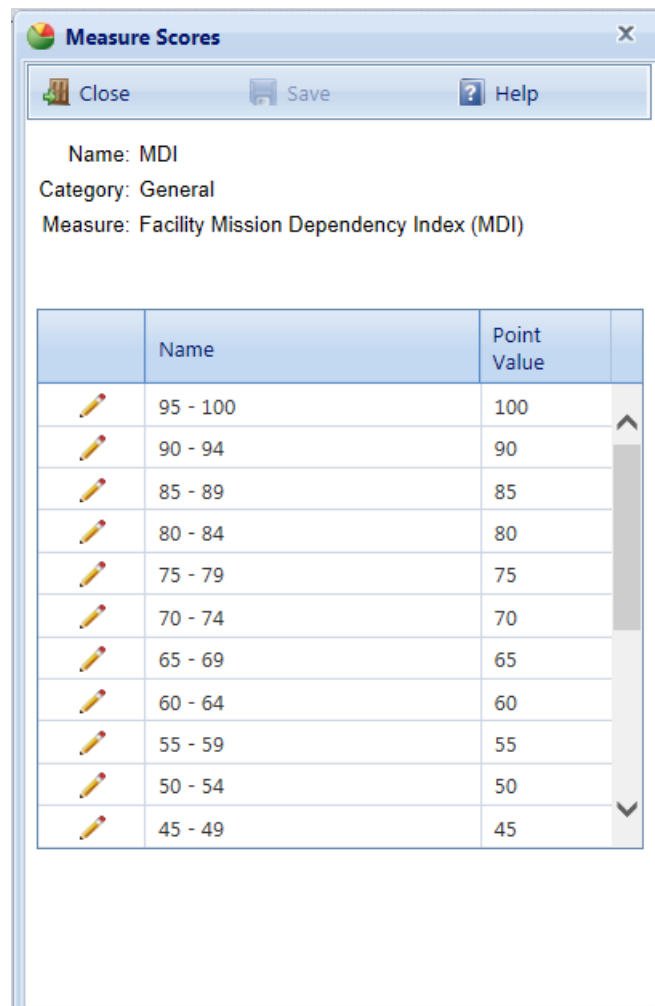 Measure Scores
Close Save Help
Name: MDI
Category: General
Measure: Facility Mission Dependency Index (MDI)
Name Point Value
95 - 100 100
90 - 94 90
85 - 89 85
80 - 84 80
75 - 79 75
70 - 74 70
65 - 69 65
60 - 64 60
55 - 59 55
50 - 54 50
45 - 49 45